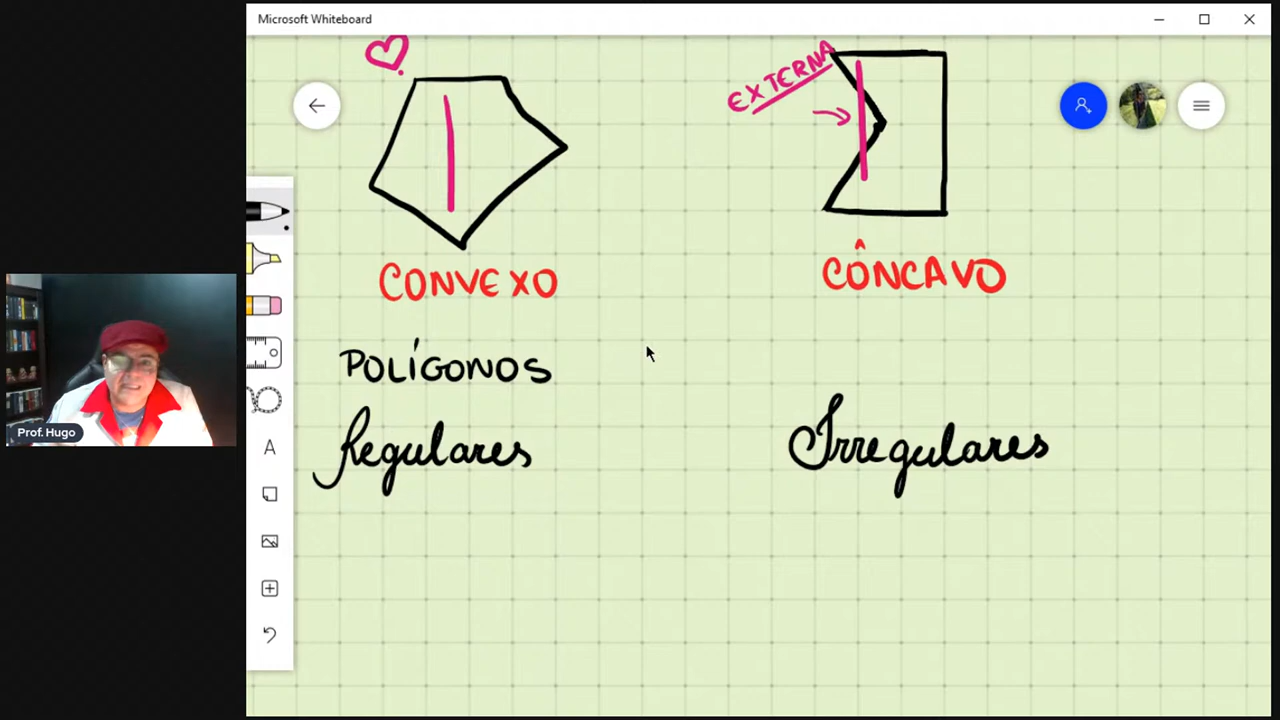 Microsoft Whiteboard
EXTERNA
CONVEXO
CÔNCAVO
POLÍGONOS
Regulares
Irregulares
Prof. Hugo
A